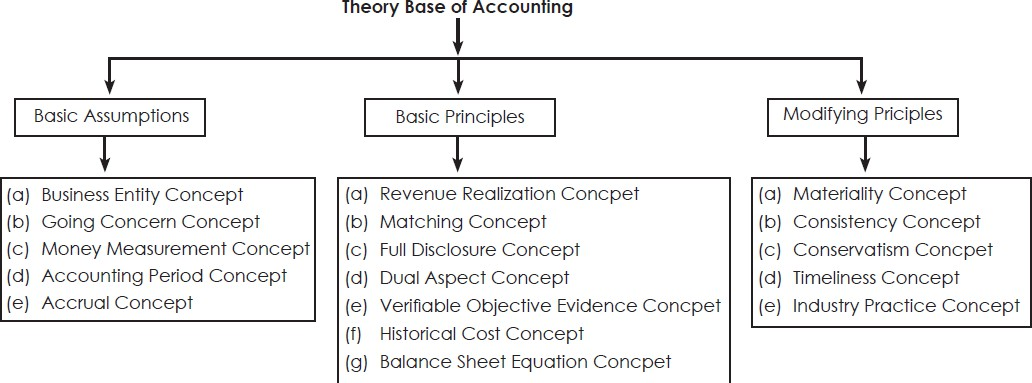 Theory Base of Accounting
Basic Assumptions
(a) Business Entity Concept
(b) Going Concern Concept
(c) Money Measurement Concept
(d) Accounting Period Concept
(e) Accrual Concept
Basic Principles
(a) Revenue Realization Concpet
(b) Matching Concept
(c) Full Disclosure Concept
(d) Dual Aspect Concept
(e) Verifiable Objective Evidence Concpet
(f) Historical Cost Concept
(g) Balance Sheet Equation Concpet
Modifying Priciples
(a) Materiality Concept
(b) Consistency Concept
(c) Conservatism Concpet
(d) Timeliness Concept
(e) Industry Practice Concept